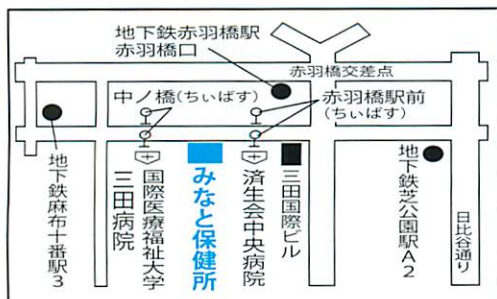 地下鉄赤羽橋駅
赤羽橋口
赤羽橋交差点
中ノ橋(ちぃばす)
赤羽橋駅前
(ちぃばす)
地下鉄麻布十番駅3
三田病院
国際医療福祉大学
みなと保健所
済生会中央病院
三田国際ビル
地下鉄芝公園駅A2
日比谷通り